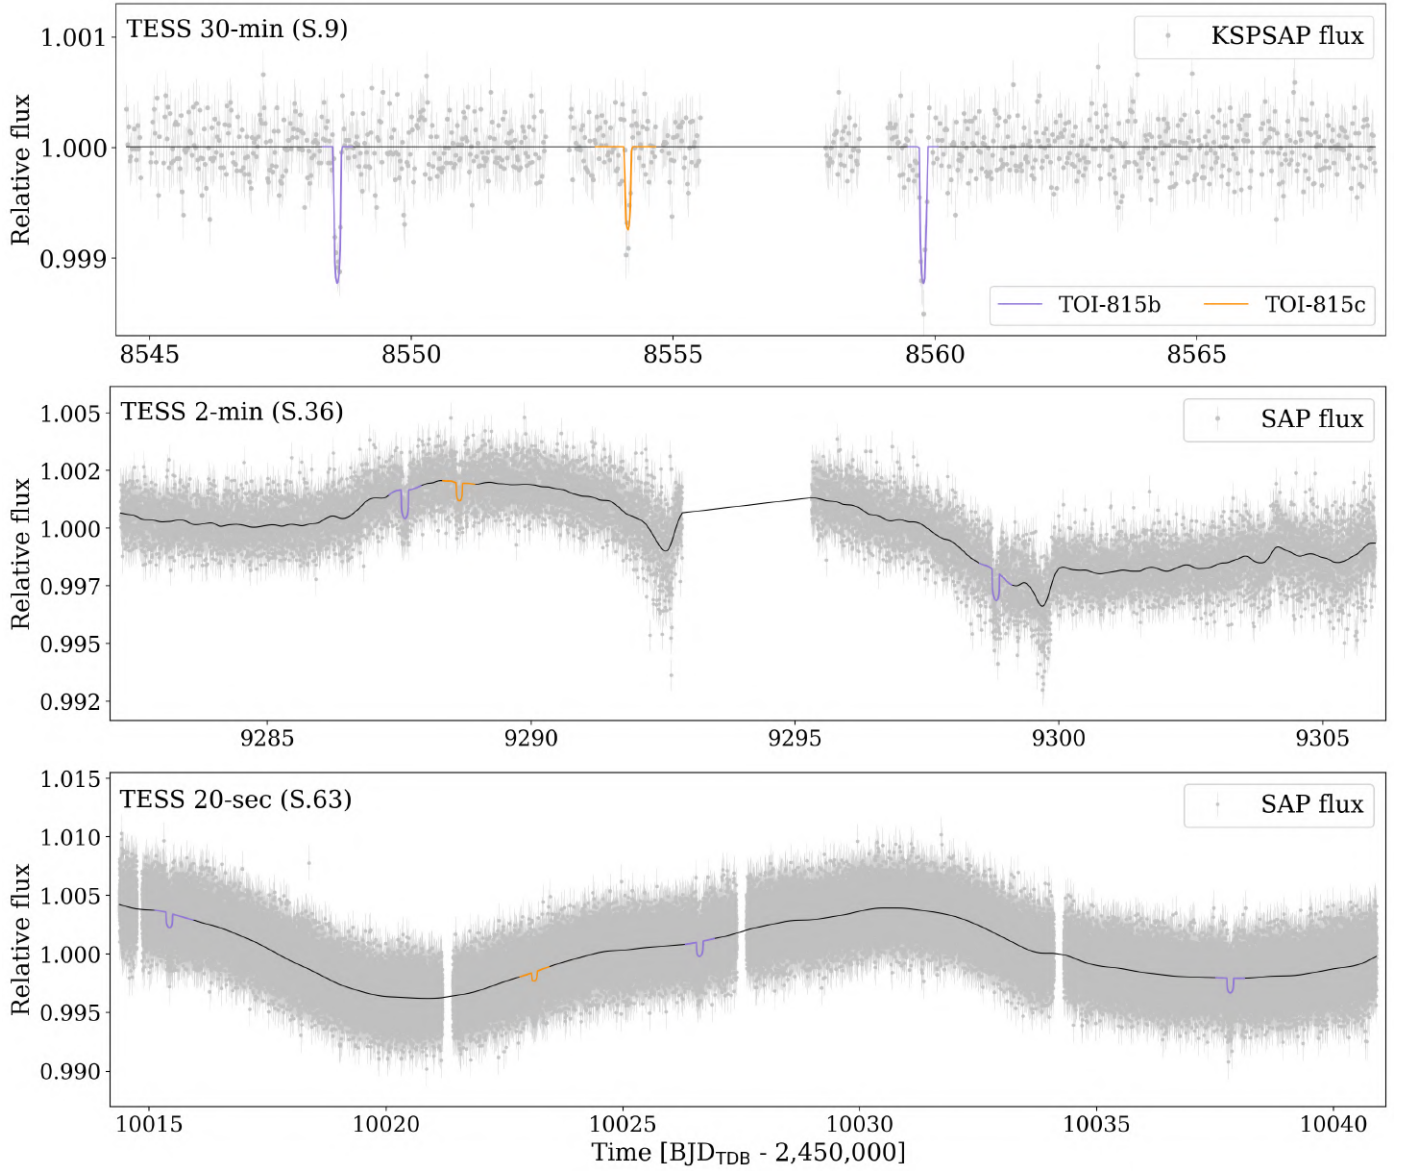 TESS 30-min (S.9)
KSPSAP flux
Relative flux
1.001
1.000
0.999
TOI-815b
TOI-815c
8545 8550 8555 8560 8565
TESS 2-min (S.36)
SAP flux
Relative flux
1.005
1.002
1.000
0.997
0.995
0.992
9285 9290 9295 9300 9305
TESS 20-sec (S.63)
SAP flux
Relative flux
1.015
1.010
1.005
1.000
0.995
0.990
10015 10020 10025 10030 10035 10040
Time [BJDTDB - 2,450,000]